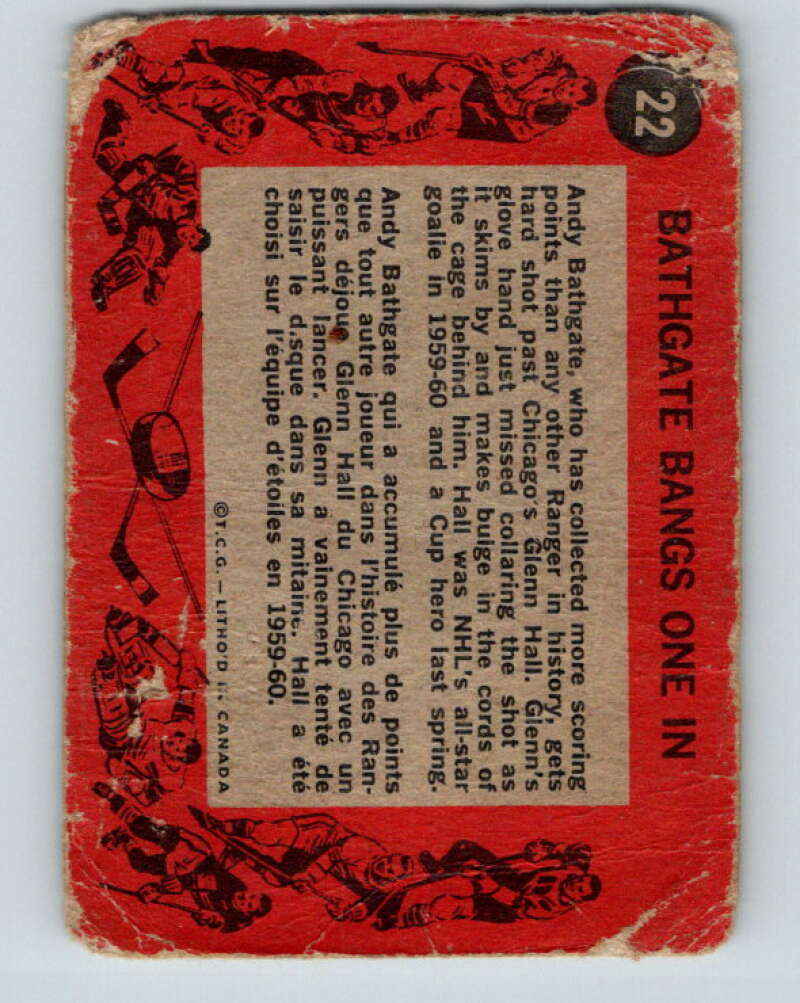 22
BATHGATE BANGS ONE IN
Andy Bathgate, who has collected more scoring
points than any other Ranger in history, gets
hard shot past Chicago's Glenn Hall. Glenn's
glove hand just missed collaring the shot as
it skims by and makes bulge in the cords of
the cage behind him. Hall was NHL's all-star
goalie in 1959-60 and a Cup hero last spring.
Andy Bathgate qui a accumulé plus de points
que tout autre joueur dans l'histoire des Ran-
gers déjoue Glenn Hall du Chicago avec un
puissant lancer. Glenn a vainement tenté de
saisir le disque dans sa mitaine. Hall a été
choisi sur l'équipe d'étoiles en 1959-60.
©T.C.G. — LITHO'D IN CANADA